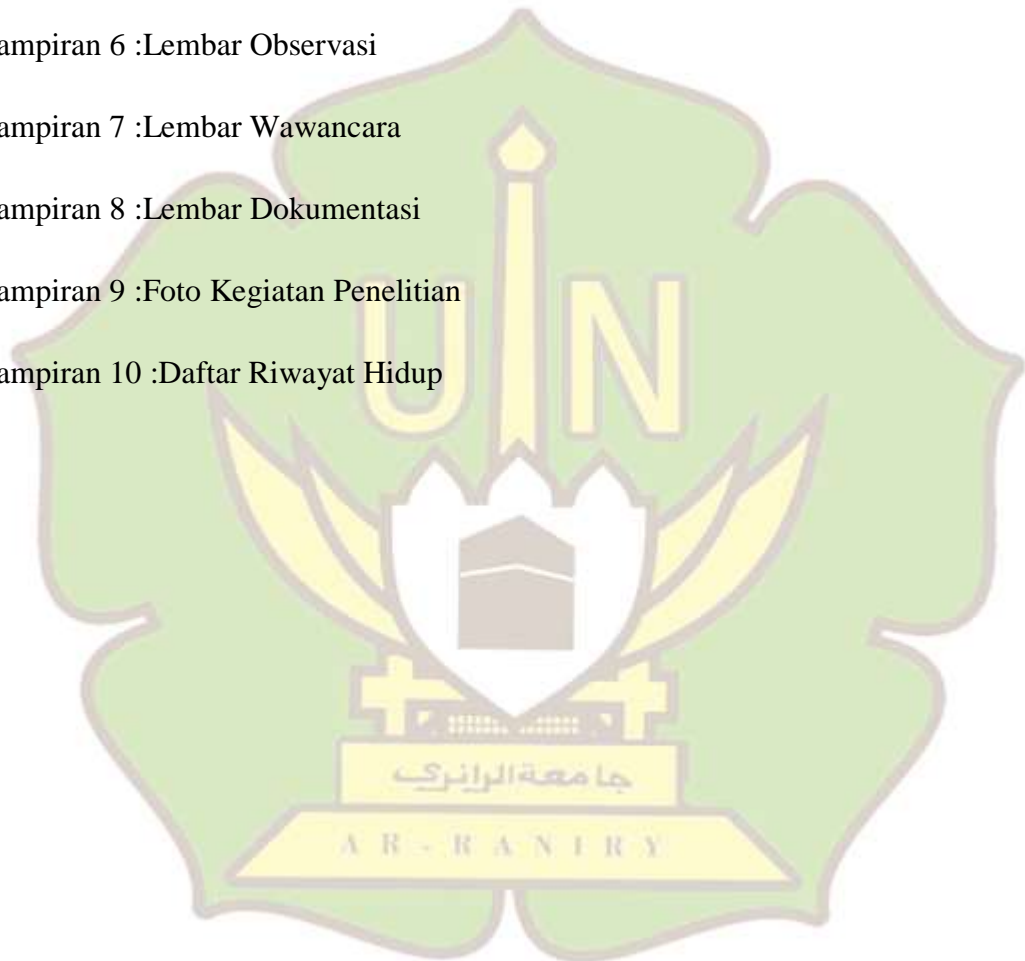 ampiran 6 :Lembar Observasi
ampiran 7 :Lembar Wawancara
ampiran 8 :Lembar Dokumentasi
ampiran 9 :Foto Kegiatan Penelitian
ampiran 10 :Daftar Riwayat Hidup
UIN
جامعة الرانري
AR-RANIRY